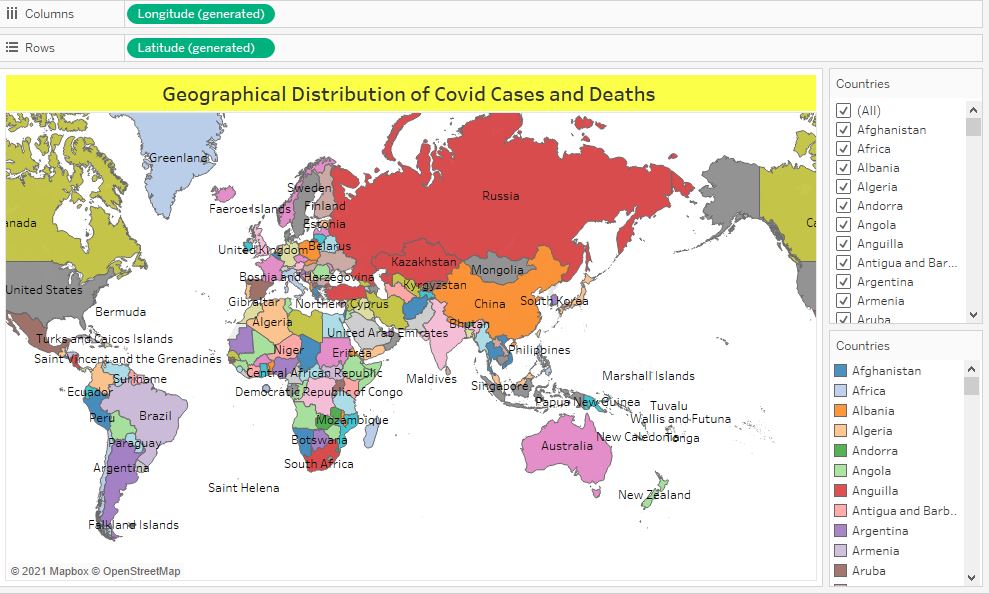 Columns
Longitude (generated)
Rows
Latitude (generated)
Geographical Distribution of Covid Cases and Deaths
Greenland
Sweden
Faeroe Islands
Finland
Estonia
Russia
anada
Ca
United Kingdom
Belarus
Kazakhstan
Mongolia
Bosnia and Herzegovina
Kyrgyzstan
United States
Gibraltar
Northern Cyprus
China
South Korea
Bermuda
Algeria
Bhutan
United Arab Emirates
Turks and Caicos Islands
Niger
Eritrea
Philippines
Saint Vincent and the Grenadines
Central African Republic
Suriname
Maldives
Marshall Islands
Ecuador
Democratic Republic of Congo
Singapore
Papua New Guinea
Tuvalu
Peru
Brazil
Mozambique
Wallis and Futuna
Paraguay
Botswana
Australia
New Caledonia
Tonga
Argentina
South Africa
Saint Helena
New Zealand
Falkland Islands
© 2021 Mapbox © OpenStreetMap
Countries
(All)
Afghanistan
Africa
Albania
Algeria
Andorra
Angola
Anguilla
Antigua and Bar...
Argentina
Armenia
Aruba
Countries
Afghanistan
Africa
Albania
Algeria
Andorra
Angola
Anguilla
Antigua and Barb..
Argentina
Armenia
Aruba